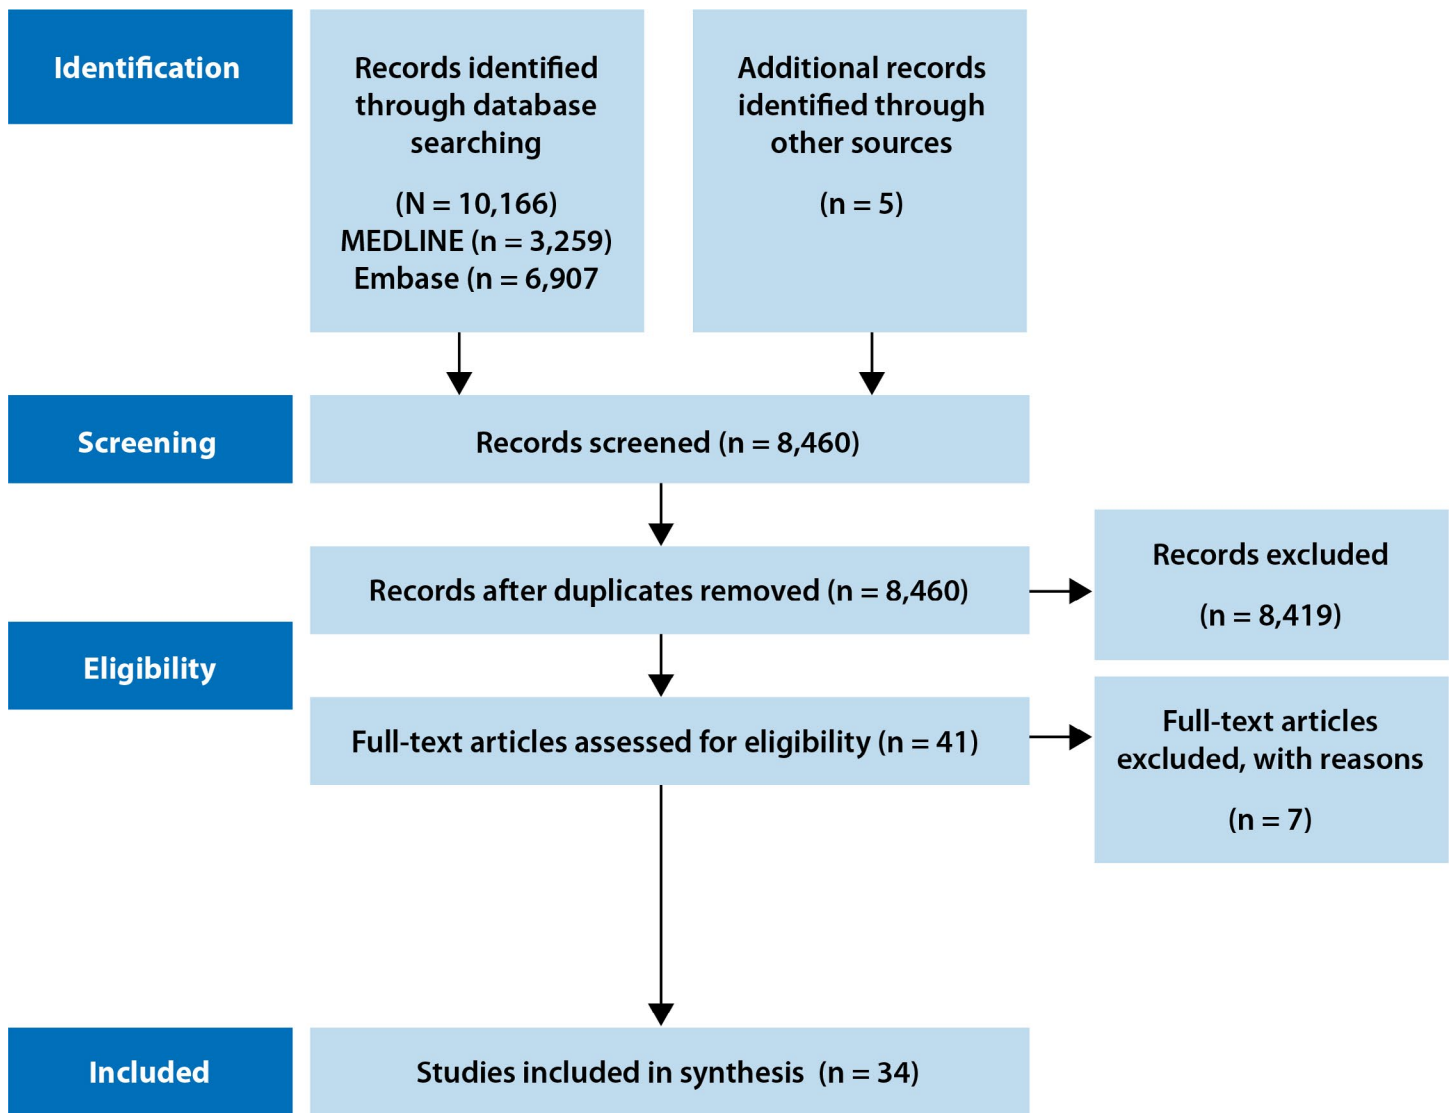 Identification
Records identified
through database
searching
(N = 10,166)
MEDLINE (n = 3,259)
Embase (n = 6,907
Additional records
identified through
other sources
(n = 5)
Screening
Records screened (n = 8,460)
Records after duplicates removed (n = 8,460)
Records excluded
(n = 8,419)
Eligibility
Full-text articles assessed for eligibility (n = 41)
Full-text articles
excluded, with reasons
(n = 7)
Included
Studies included in synthesis (n = 34)